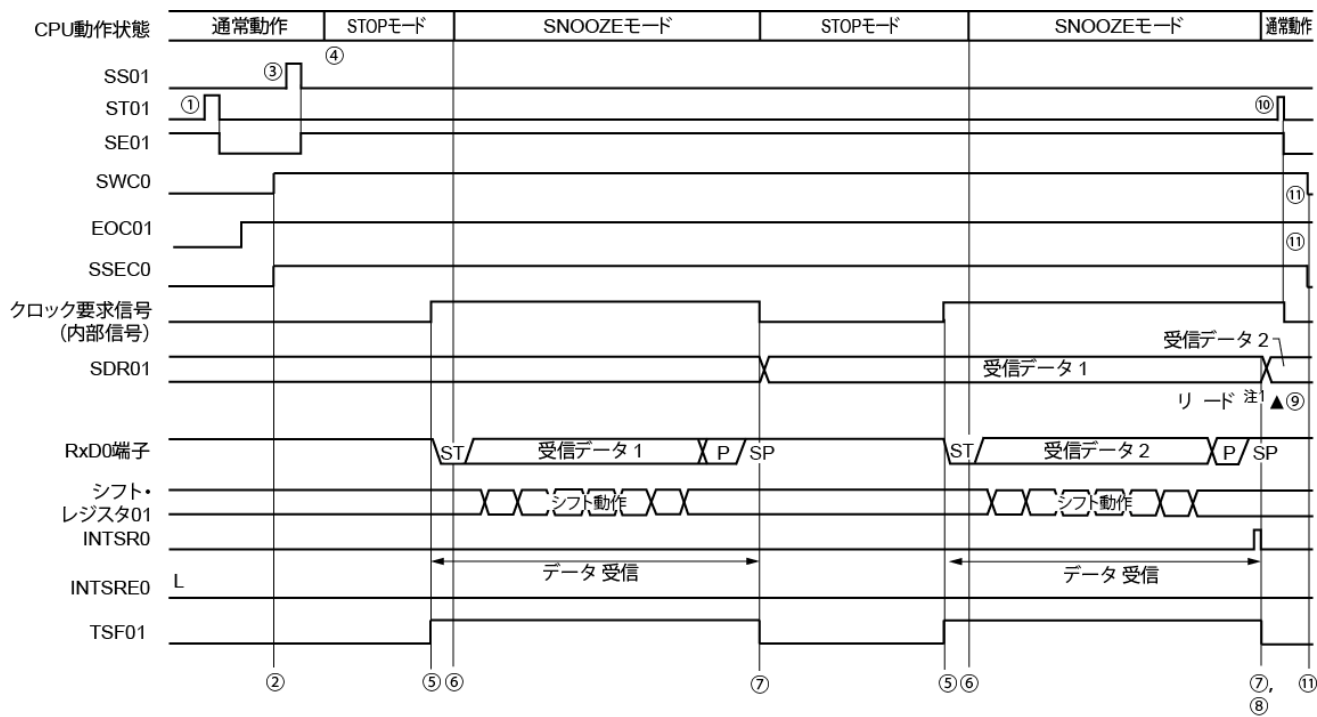 CPU動作状態 通常動作 STOPモード SNOOZEモード STOPモード SNOOZEモード 通常動作
④
SS01 ③
ST01 ① ⑩
SE01
SWC0 ⑪
EOC01 ⑪
SSEC0
クロック要求信号
(内部信号)
受信データ 2
SDR01 受信データ 1
リード 注1 ▲⑨
RxD0端子 ST 受信データ 1 P SP ST 受信データ 2 P SP
シフト・
レジスタ01 シフト動作 シフト動作
INTSR0
データ 受信 データ 受信
INTSRE0 L
TSF01
② ⑤ ⑥ ⑦ ⑤ ⑥ ⑦, ⑪
⑧